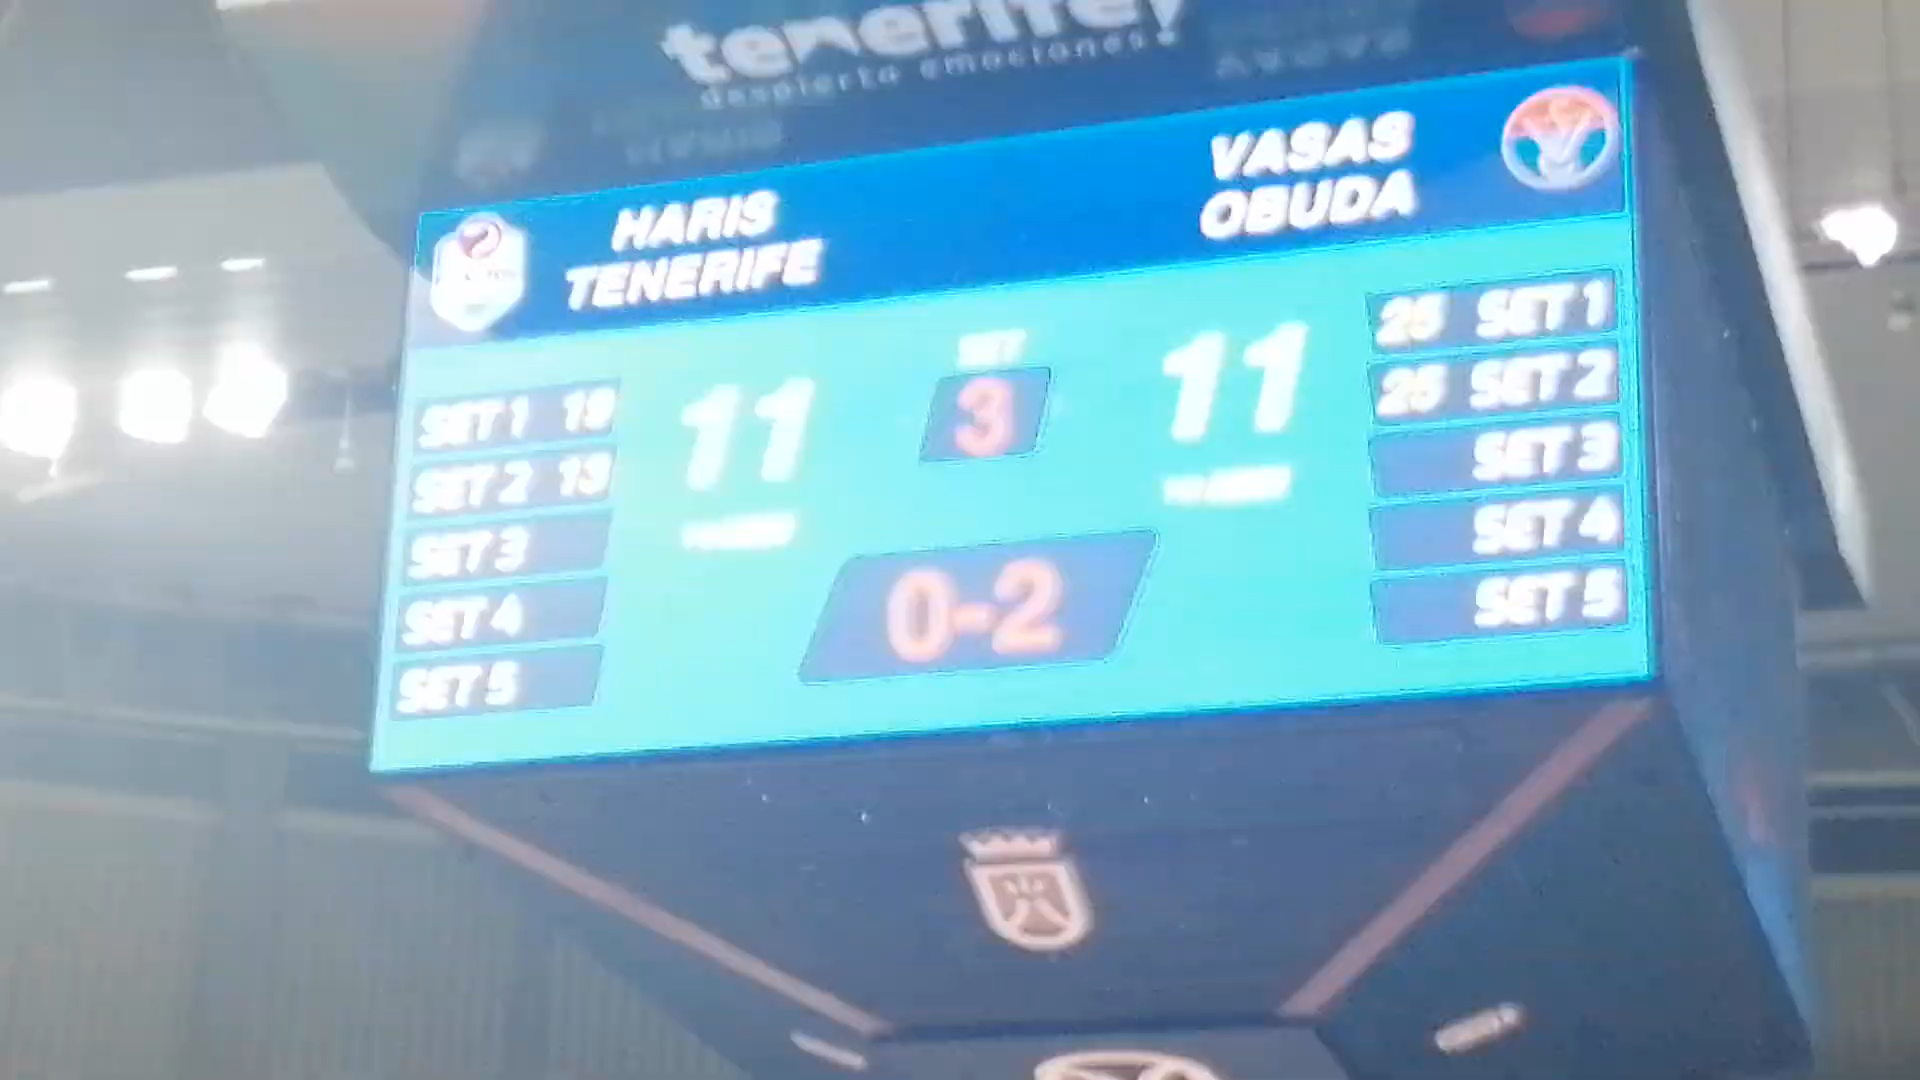 tenerife!
despierta emociones
HARIS
TENERIFE
VASAS
OBUDA
SET
3
11
11
SET 1 19
SET 2 13
SET 3
SET 4
SET 5
25 SET 1
25 SET 2
SET 3
SET 4
SET 5
0-2